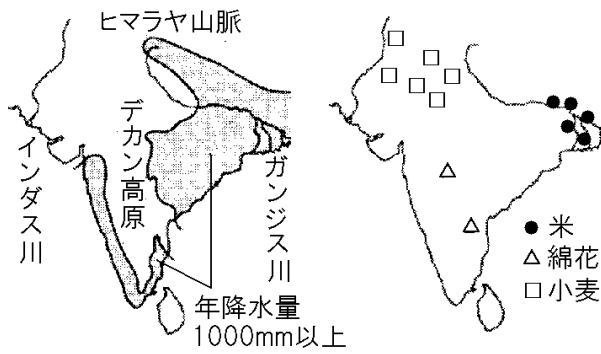 ヒマラヤ山脈
デカン高原
インダス川
ガンジス川
年降水量
1000mm以上
●米
△綿花
□小麦